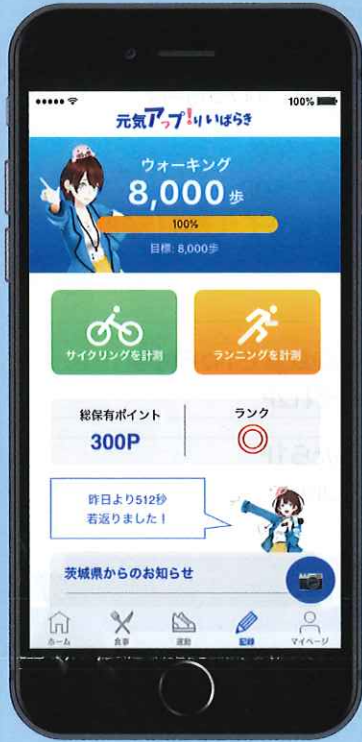 100%
元気アップ!りいばらき
ウォーキング
8,000 歩
100%
目標: 8,000歩
サイクリングを計測
ランニングを計測
総保有ポイント
300P
ランク
◎
昨日より512秒
若返りました！
茨城県からのお知らせ
ホーム
食事
運動
記録
マイページ